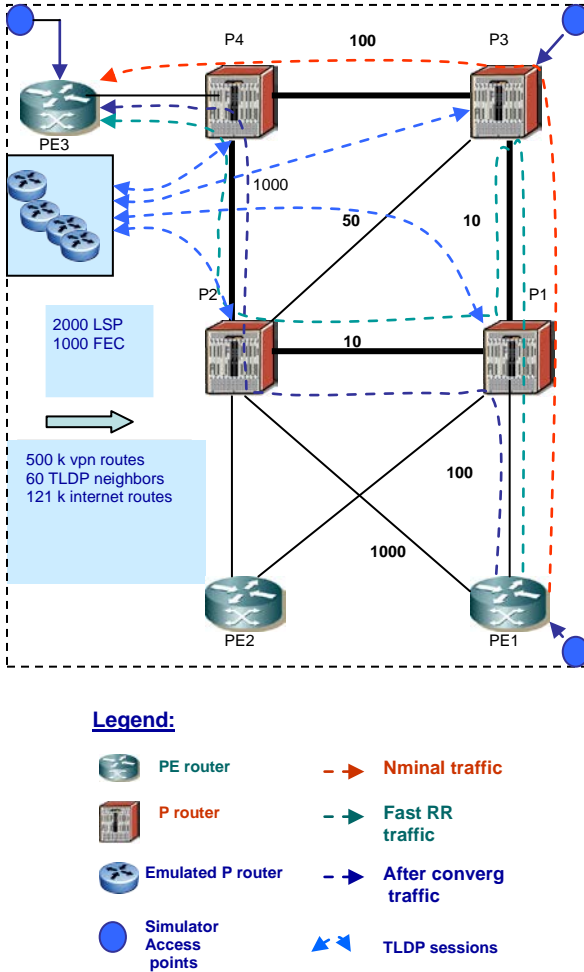 P4
100
P3
PE3
1000
50
10
P2
P1
2000 LSP
1000 FEC
10
500 k vpn routes
60 TLDP neighbors
121 k internet routes
100
1000
PE2
PE1
Legend:
PE router
Nminal traffic
P router
Fast RR
traffic
Emulated P router
After converg
traffic
Simulator
Access
points
TLDP sessions